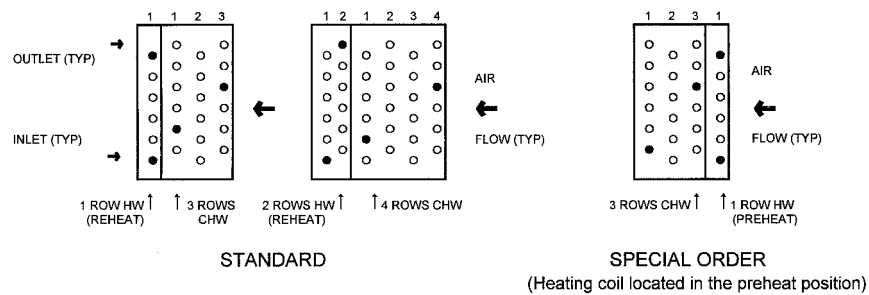 1 1 2 3
1 2 1 2 3 4
1 2 3 1
OUTLET (TYP)
INLET (TYP)
AIR
FLOW (TYP)
AIR
FLOW (TYP)
1 ROW HW
(REHEAT)
3 ROWS
CHW
2 ROWS HW
(REHEAT)
4 ROWS CHW
3 ROWS CHW
1 ROW HW
(PREHEAT)
STANDARD
SPECIAL ORDER
(Heating coil located in the preheat position)